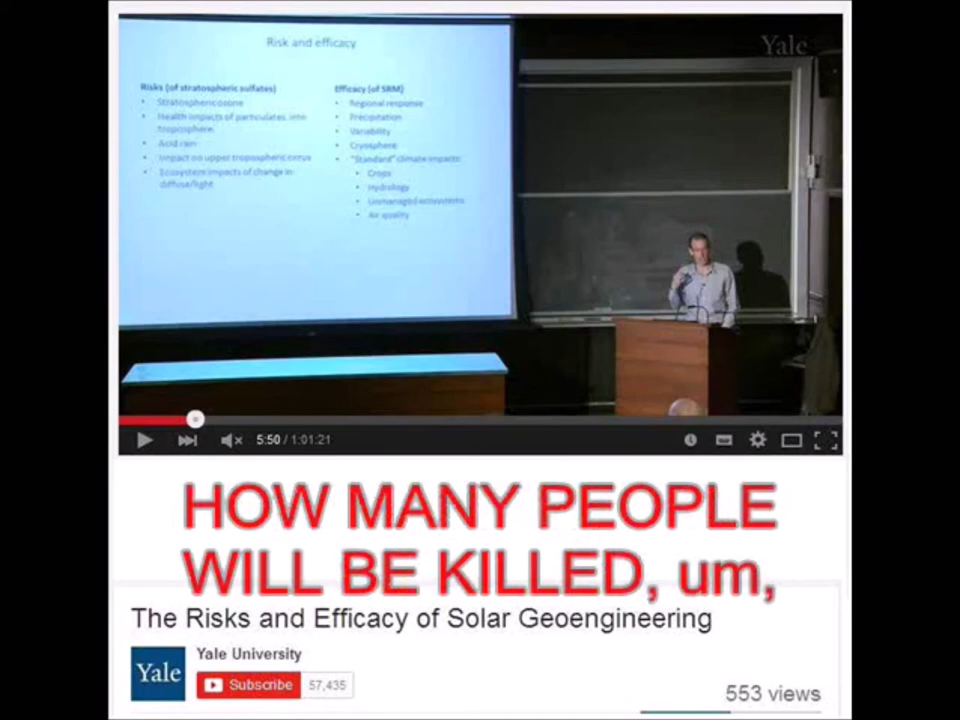 Risk and efficacy
Yale
Risks (of stratospheric sulfates)
• Stratospheric ozone
• Health impacts of particulates into
troposphere.
• Acid rain
• Impact on upper tropospheric cirrus
• Ecosystem impacts of change in
diffuse/light
Efficacy (of SRM)
• Regional response
• Precipitation
• Variability
• Cryosphere
• "Standard" climate impacts:
• Crops
• Hydrology
• Unmanaged ecosystems
• Air quality
5:50 / 1:01:21
HOW MANY PEOPLE
WILL BE KILLED, um,
The Risks and Efficacy of Solar Geoengineering
Yale
Yale University
Subscribe 57,435
553 views